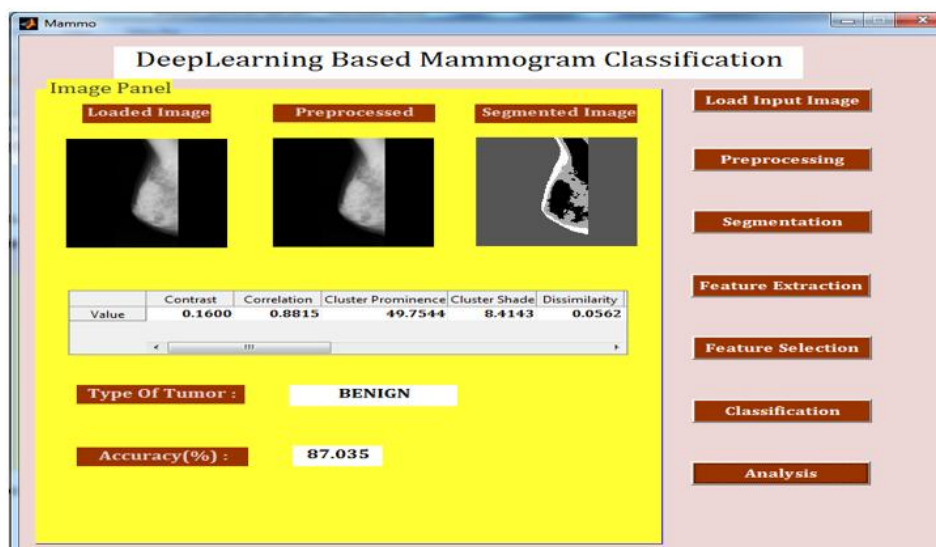 Mammo
DeepLearning Based Mammogram Classification
Image Panel
Loaded Image
Preprocessed
Segmented Image
Contrast Correlation Cluster Prominence Cluster Shade Dissimilarity
Value 0.1600 0.8815 49.7544 8.4143 0.0562
Type Of Tumor :
BENIGN
Accuracy(%) :
87.035
Load Input Image
Preprocessing
Segmentation
Feature Extraction
Feature Selection
Classification
Analysis